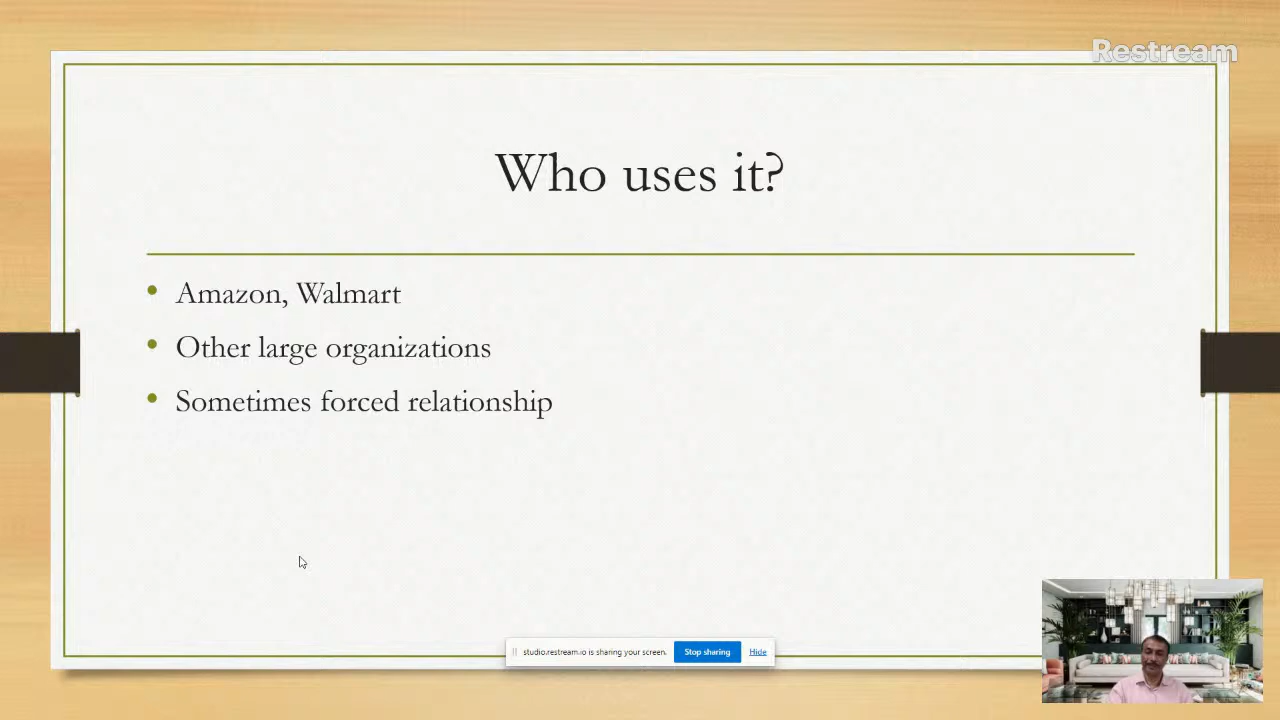 Restream
Who uses it?
• Amazon, Walmart
• Other large organizations
• Sometimes forced relationship
studio.restream.io is sharing your screen. Stop sharing Hide